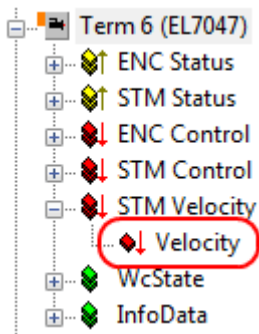 Term 6 (EL7047)
ENC Status
STM Status
ENC Control
STM Control
STM Velocity
Velocity
WcState
InfoData